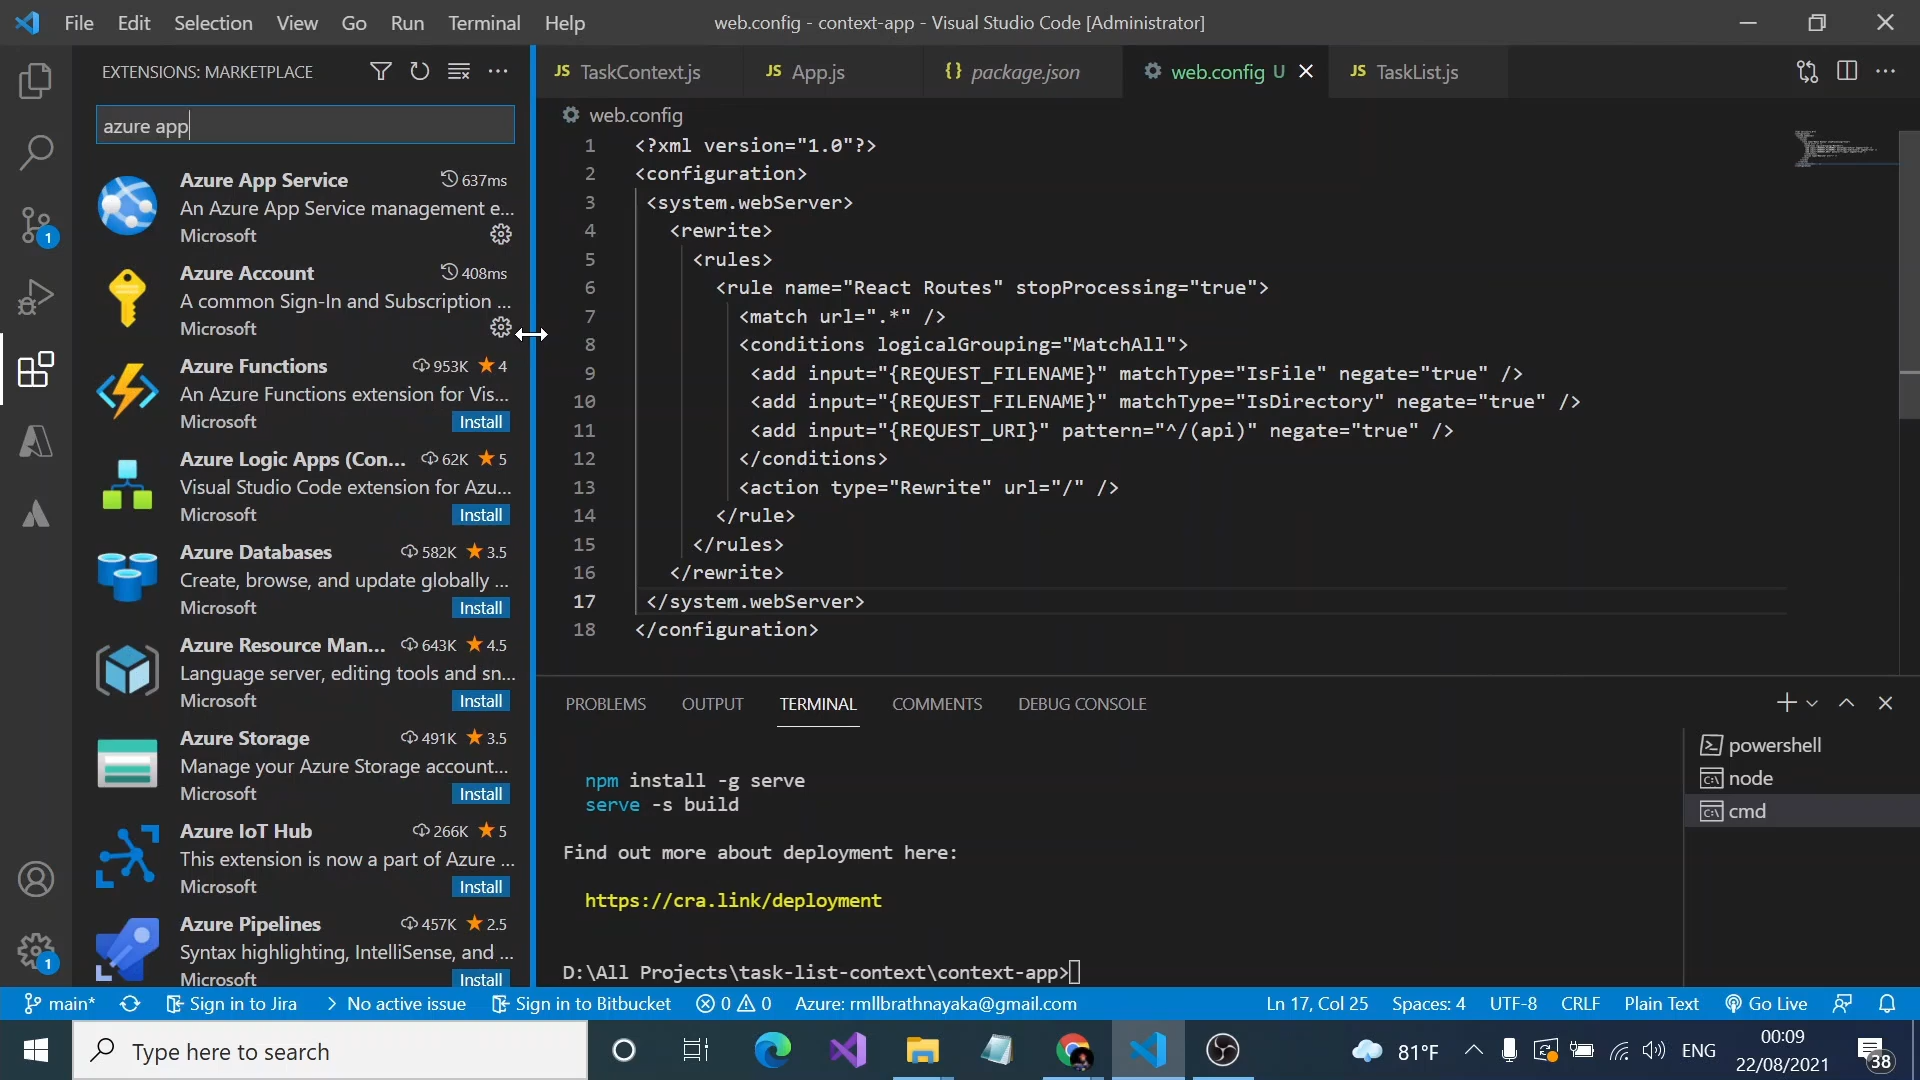 File Edit Selection View Go Run Terminal Help
web.config - context-app - Visual Studio Code [Administrator]
EXTENSIONS: MARKETPLACE
azure app
Azure App Service 637ms
An Azure App Service management e...
Microsoft
Azure Account 408ms
A common Sign-In and Subscription ...
Microsoft
Azure Functions 953K 4
An Azure Functions extension for Vis...
Microsoft Install
Azure Logic Apps (Con... 62K 5
Visual Studio Code extension for Azu...
Microsoft Install
Azure Databases 582K 3.5
Create, browse, and update globally ...
Microsoft Install
Azure Resource Man... 643K 4.5
Language server, editing tools and sn...
Microsoft Install
Azure Storage 491K 3.5
Manage your Azure Storage account...
Microsoft Install
Azure IoT Hub 266K 5
This extension is now a part of Azure ...
Microsoft Install
Azure Pipelines 457K 2.5
Syntax highlighting, IntelliSense, and ...
Microsoft Install
1
1
JS TaskContext.js JS App.js {} package.json web.config U JS TaskList.js
web.config
1 <?xml version="1.0"?>
2 <configuration>
3 <system.webServer>
4 <rewrite>
5 <rules>
6 <rule name="React Routes" stopProcessing="true">
7 <match url=".*" />
8 <conditions logicalGrouping="MatchAll">
9 <add input="{REQUEST_FILENAME}" matchType="IsFile" negate="true" />
10 <add input="{REQUEST_FILENAME}" matchType="IsDirectory" negate="true" />
11 <add input="{REQUEST_URI}" pattern="^/(api)" negate="true" />
12 </conditions>
13 <action type="Rewrite" url="/" />
14 </rule>
15 </rules>
16 </rewrite>
17 </system.webServer>
18 </configuration>
PROBLEMS OUTPUT TERMINAL COMMENTS DEBUG CONSOLE
npm install -g serve
serve -s build
Find out more about deployment here:
https://cra.link/deployment
D:\All Projects\task-list-context\context-app>
powershell
node
cmd
main* Sign in to Jira No active issue Sign in to Bitbucket 0 0 Azure: rmllbrathnayaka@gmail.com Ln 17, Col 25 Spaces: 4 UTF-8 CRLF Plain Text Go Live
Type here to search
81°F ENG
00:09
22/08/2021
38